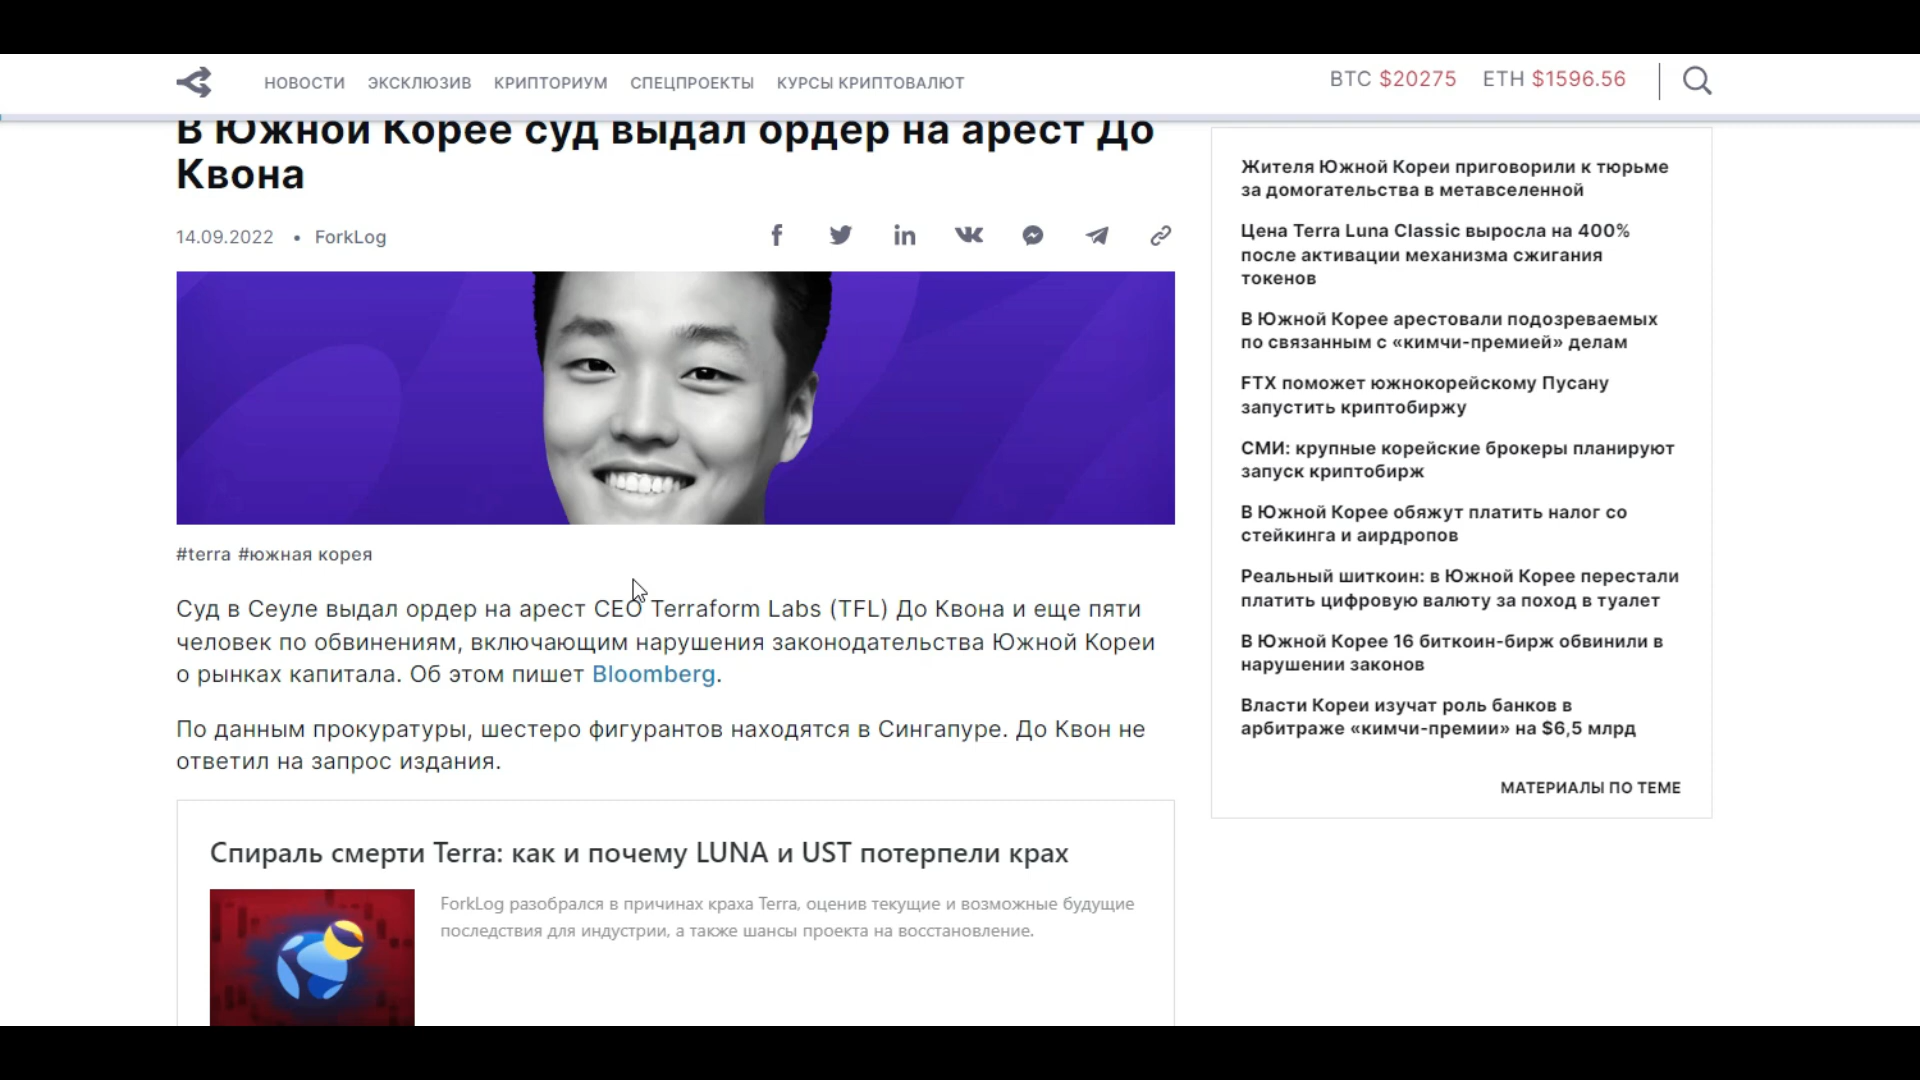 НОВОСТИ ЭКСКЛЮЗИВ КРИПТОРИУМ СПЕЦПРОЕКТЫ КУРСЫ КРИПТОВАЛЮТ
BTC $20275 ETH $1596.56
В Южной Корее суд выдал ордер на арест До
Квона
14.09.2022 • ForkLog
#terra #южная корея
Суд в Сеуле выдал ордер на арест CEO Terraform Labs (TFL) До Квона и еще пяти
человек по обвинениям, включающим нарушения законодательства Южной Кореи
о рынках капитала. Об этом пишет Bloomberg.
По данным прокуратуры, шестеро фигурантов находятся в Сингапуре. До Квон не
ответил на запрос издания.
Спираль смерти Terra: как и почему LUNA и UST потерпели крах
ForkLog разобрался в причинах краха Terra, оценив текущие и возможные будущие
последствия для индустрии, а также шансы проекта на восстановление.
Жителя Южной Кореи приговорили к тюрьме
за домогательства в метавселенной
Цена Terra Luna Classic выросла на 400%
после активации механизма сжигания
токенов
В Южной Корее арестовали подозреваемых
по связанным с «кимчи-премией» делам
FTX поможет южнокорейскому Пусану
запустить криптобиржу
СМИ: крупные корейские брокеры планируют
запуск криптобирж
В Южной Корее обяжут платить налог со
стейкинга и аирдропов
Реальный шиткоин: в Южной Корее перестали
платить цифровую валюту за поход в туалет
В Южной Корее 16 биткоин-бирж обвинили в
нарушении законов
Власти Кореи изучат роль банков в
арбитраже «кимчи-премии» на $6,5 млрд
МАТЕРИАЛЫ ПО ТЕМЕ